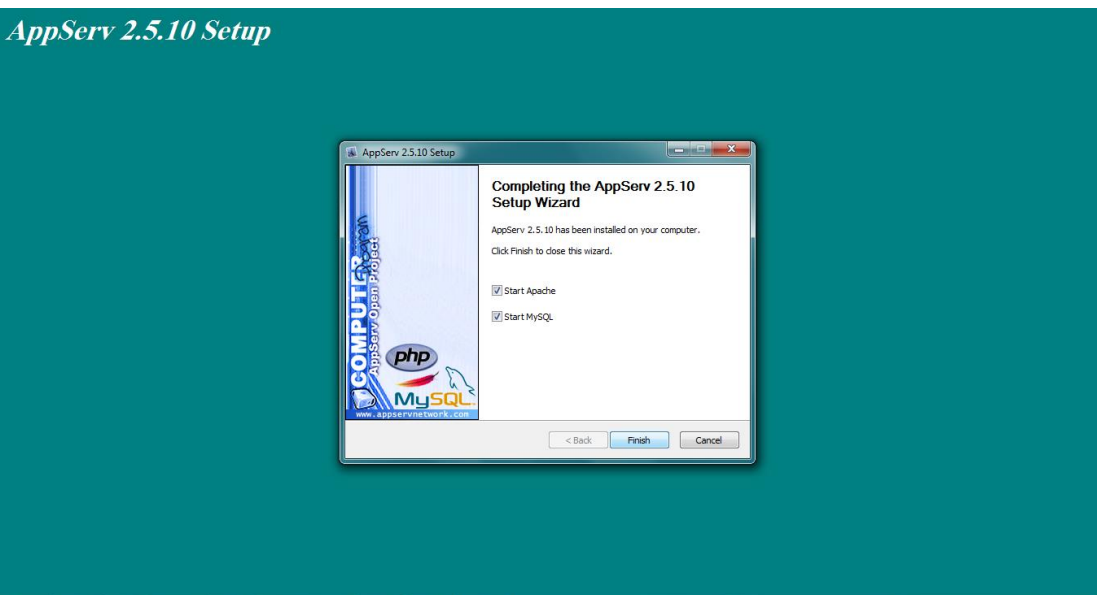 AppServ 2.5.10 Setup
AppServ 2.5.10 Setup
Completing the AppServ 2.5.10
Setup Wizard
AppServ 2.5.10 has been installed on your computer.
Click Finish to close this wizard.
Start Apache
Start MySQL
COMPUTER Program
AppServ Open Project
php
MySQL
www.appservnetwork.com
< Back
Finish
Cancel